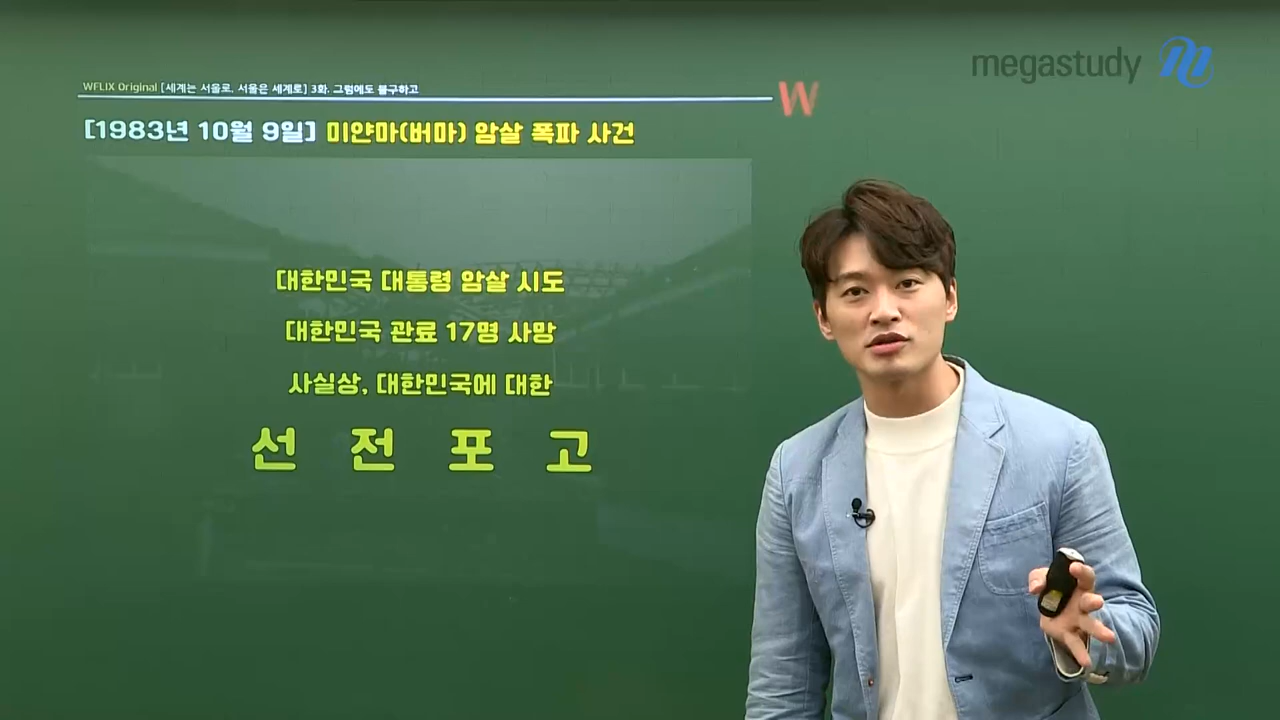 megastudy
WFLIX Original [세계는 서울로, 서울은 세계로] 3화. 그럼에도 불구하고
W
[1983년 10월 9일] 미얀마(버마) 암살 폭파 사건
대한민국 대통령 암살 시도
대한민국 관료 17명 사망
사실상, 대한민국에 대한
선 전 포 고